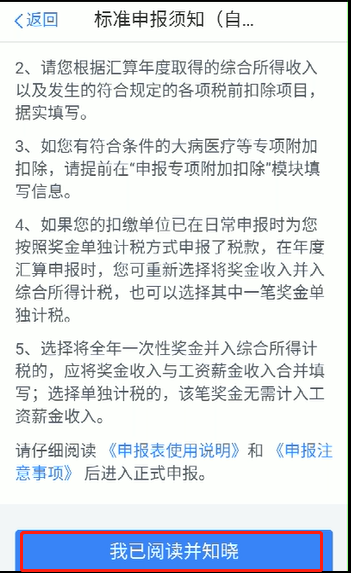 返回
标准申报须知（自...
2、请您根据汇算年度取得的综合所得收入
以及发生的符合规定的各项税前扣除项目，
据实填写。
3、如您有符合条件的大病医疗等专项附加
扣除，请提前在“申报专项附加扣除”模块填
写信息。
4、如果您的扣缴单位已在日常申报时为您
按照奖金单独计税方式申报了税款，在年度
汇算申报时，您可重新选择将奖金收入并入
综合所得计税，也可以选择其中一笔奖金单
独计税。
5、选择将全年一次性奖金并入综合所得计
税的，应将奖金收入与工资薪金收入合并填
写；选择单独计税的，该笔奖金无需计入工
资薪金收入。
请仔细阅读《申报表使用说明》和《申报注
意事项》后进入正式申报。
我已阅读并知晓